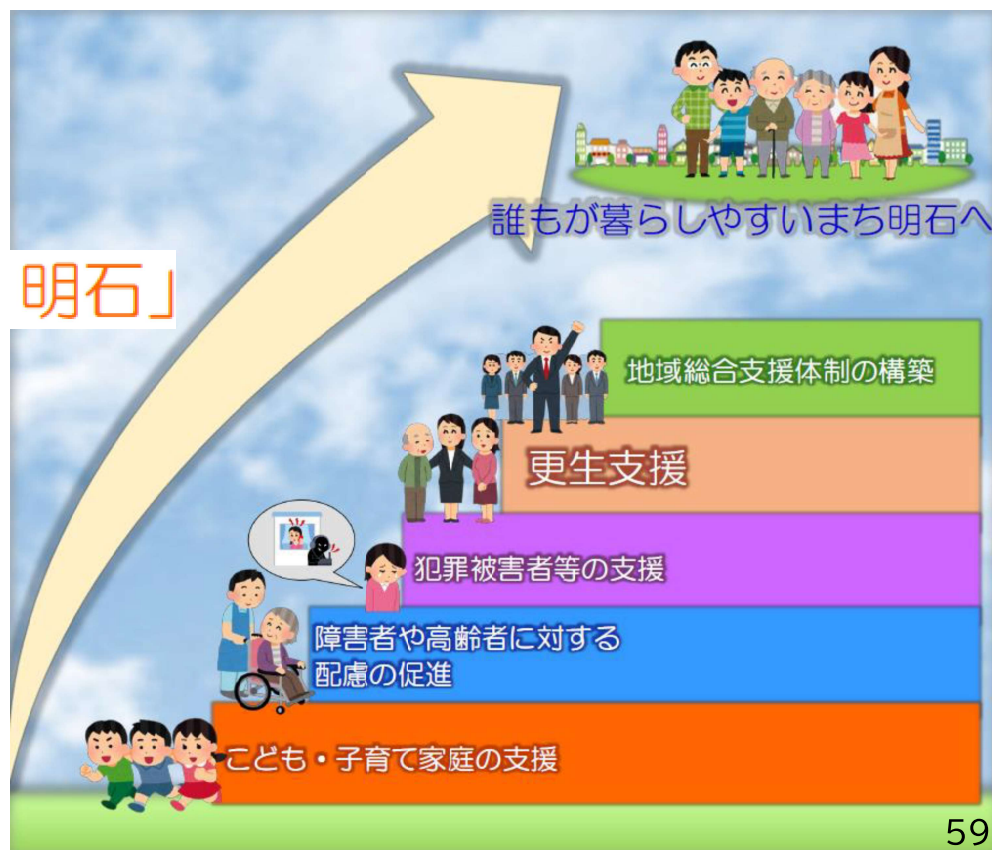 誰もが暮らしやすいまち明石へ
明石」
地域総合支援体制の構築
更生支援
犯罪被害者等の支援
障害者や高齢者に対する
配慮の促進
こども・子育て家庭の支援
59